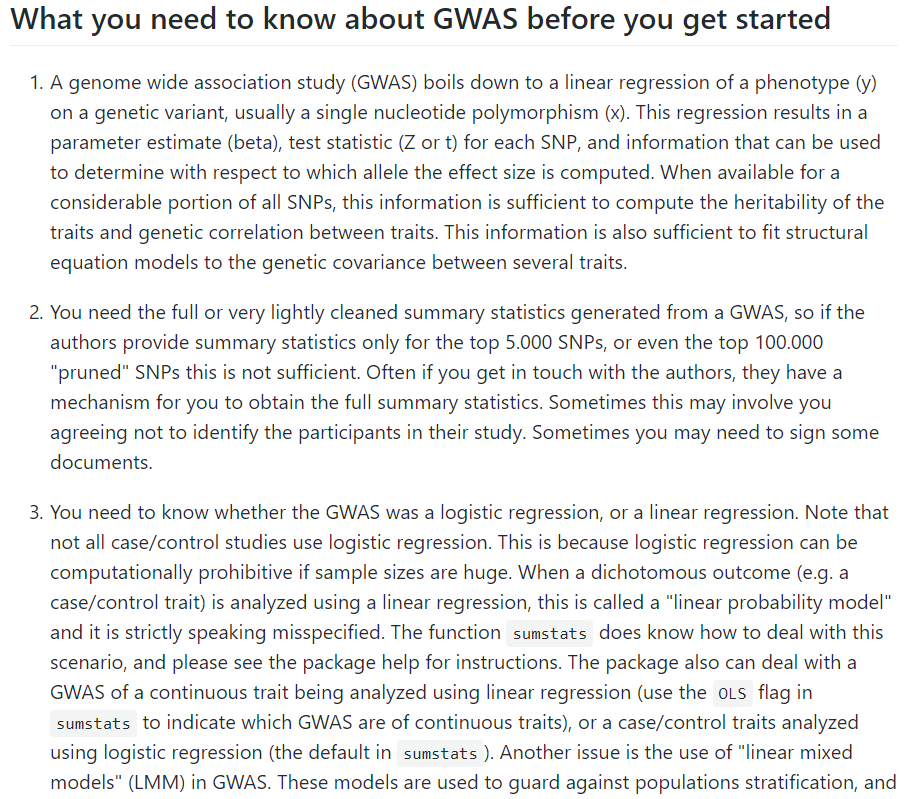 What you need to know about GWAS before you get started
1. A genome wide association study (GWAS) boils down to a linear regression of a phenotype (y)
on a genetic variant, usually a single nucleotide polymorphism (x). This regression results in a
parameter estimate (beta), test statistic (Z or t) for each SNP, and information that can be used
to determine with respect to which allele the effect size is computed. When available for a
considerable portion of all SNPs, this information is sufficient to compute the heritability of the
traits and genetic correlation between traits. This information is also sufficient to fit structural
equation models to the genetic covariance between several traits.
2. You need the full or very lightly cleaned summary statistics generated from a GWAS, so if the
authors provide summary statistics only for the top 5.000 SNPs, or even the top 100.000
"pruned" SNPs this is not sufficient. Often if you get in touch with the authors, they have a
mechanism for you to obtain the full summary statistics. Sometimes this may involve you
agreeing not to identify the participants in their study. Sometimes you may need to sign some
documents.
3. You need to know whether the GWAS was a logistic regression, or a linear regression. Note that
not all case/control studies use logistic regression. This is because logistic regression can be
computationally prohibitive if sample sizes are huge. When a dichotomous outcome (e.g. a
case/control trait) is analyzed using a linear regression, this is called a "linear probability model"
and it is strictly speaking misspecified. The function sumstats does know how to deal with this
scenario, and please see the package help for instructions. The package also can deal with a
GWAS of a continuous trait being analyzed using linear regression (use the OLS flag in
sumstats to indicate which GWAS are of continuous traits), or a case/control traits analyzed
using logistic regression (the default in sumstats ). Another issue is the use of "linear mixed
models" (LMM) in GWAS. These models are used to guard against populations stratification, and